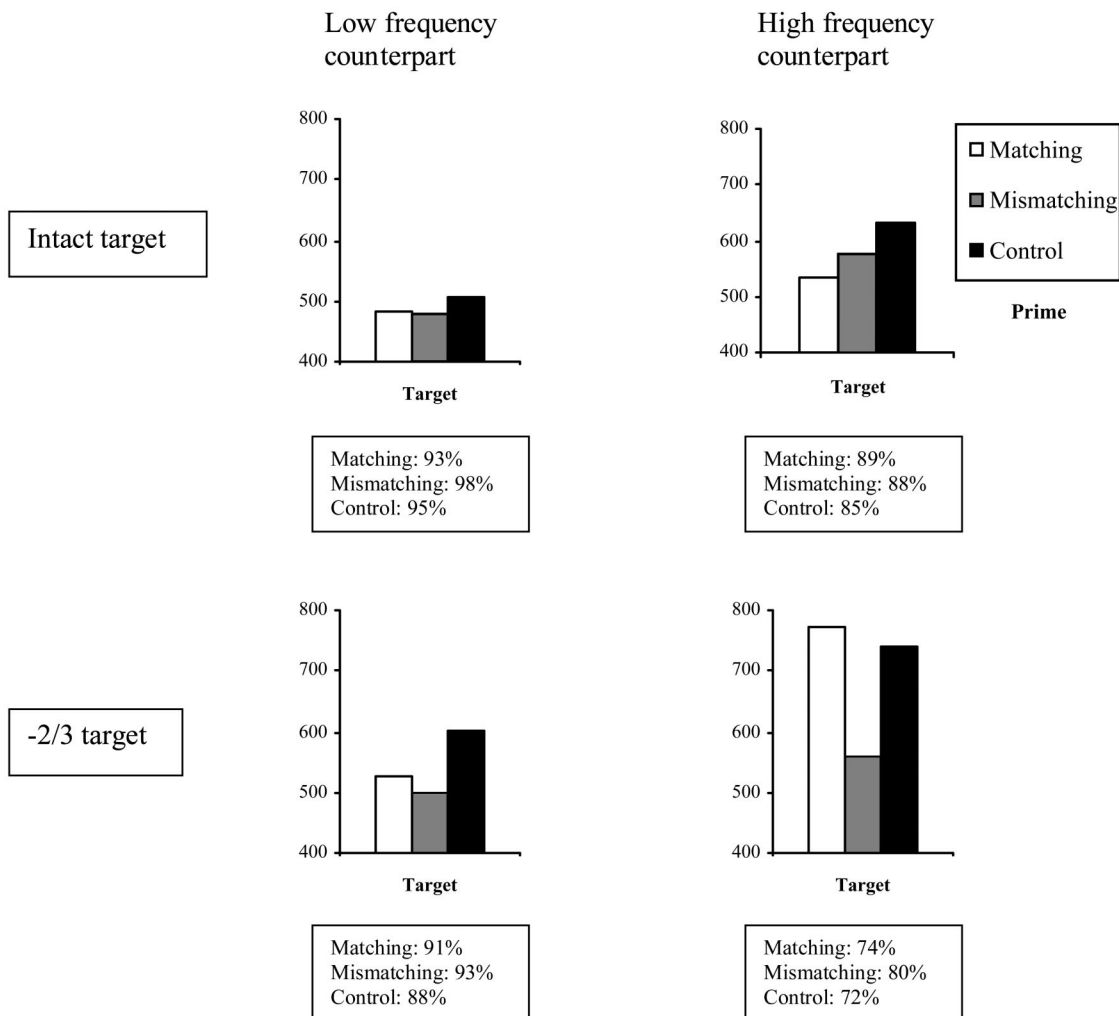 Low frequency
counterpart
High frequency
counterpart
Intact target
800
700
600
500
400
Target
Matching: 93%
Mismatching: 98%
Control: 95%
800
700
600
500
400
Target
Matching: 89%
Mismatching: 88%
Control: 85%
Matching
Mismatching
Control
Prime
-2/3 target
800
700
600
500
400
Target
Matching: 91%
Mismatching: 93%
Control: 88%
800
700
600
500
400
Target
Matching: 74%
Mismatching: 80%
Control: 72%